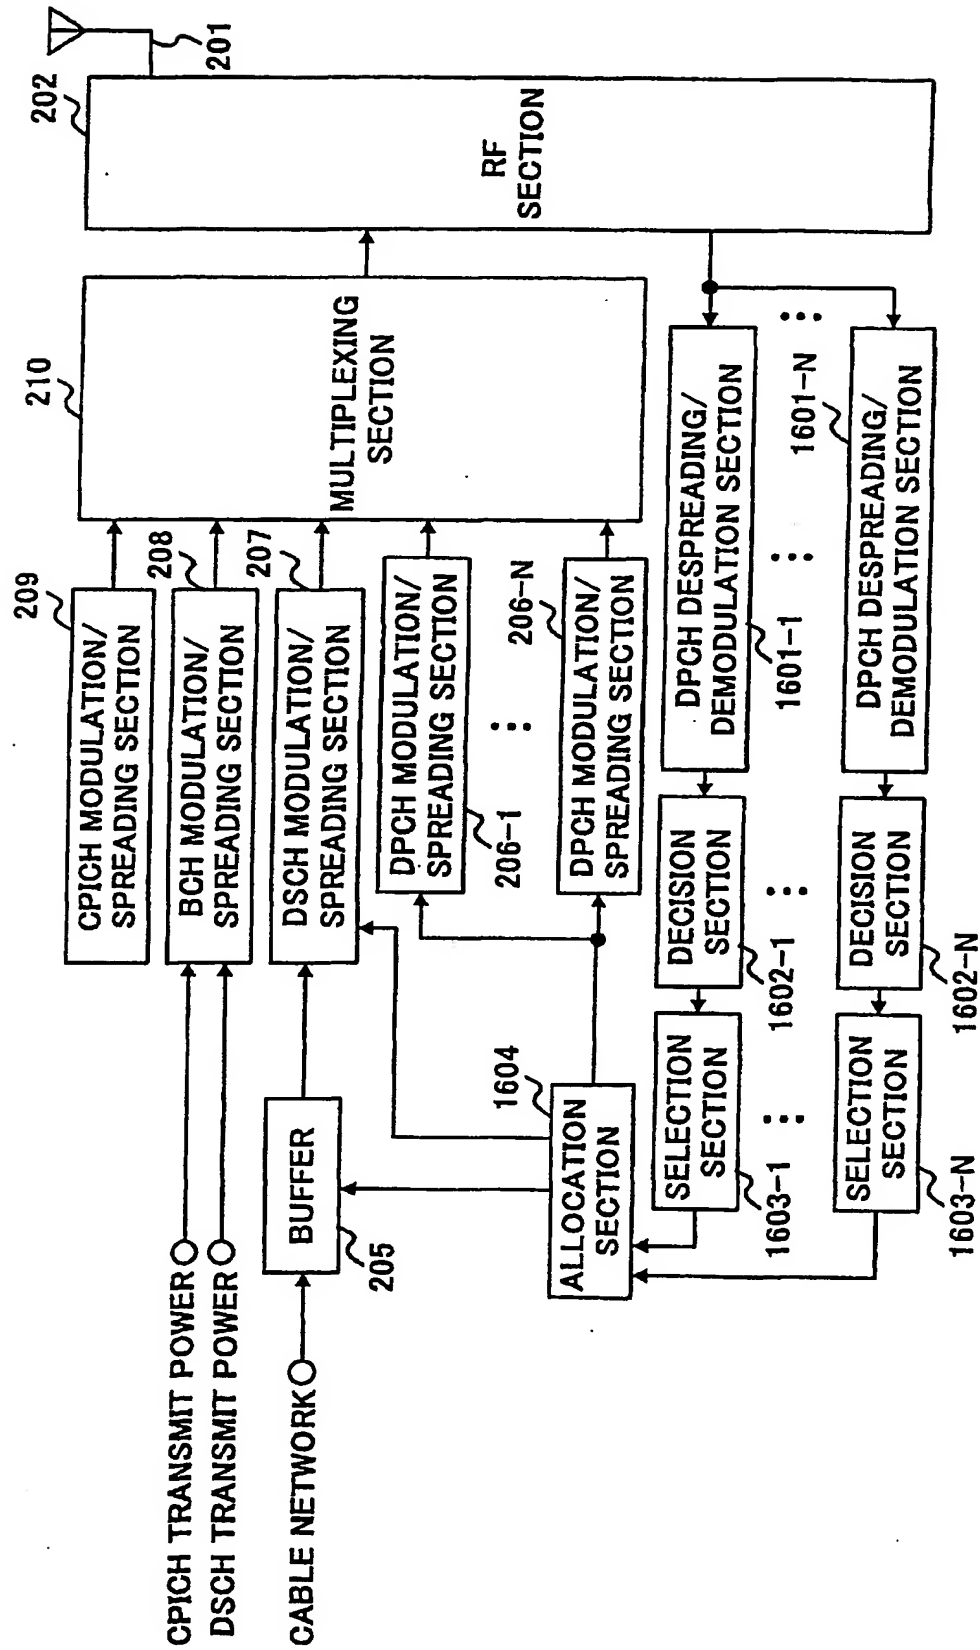 201
202
RF
SECTION
210
MULTIPLEXING
SECTION
209
CPICH MODULATION/
SPREADING SECTION
208
BCH MODULATION/
SPREADING SECTION
207
DSCH MODULATION/
SPREADING SECTION
DPCH MODULATION/
SPREADING SECTION
206-1
206-N
DPCH MODULATION/
SPREADING SECTION
CPICH TRANSMIT POWER
DSCH TRANSMIT POWER
CABLE NETWORK
BUFFER
205
1604
ALLOCATION
SECTION
DPCH DESPREADING/
DEMODULATION SECTION
1601-1
1601-N
DPCH DESPREADING/
DEMODULATION SECTION
DECISION
SECTION
1602-1
DECISION
SECTION
1602-N
SELECTION
SECTION
1603-1
SELECTION
SECTION
1603-N